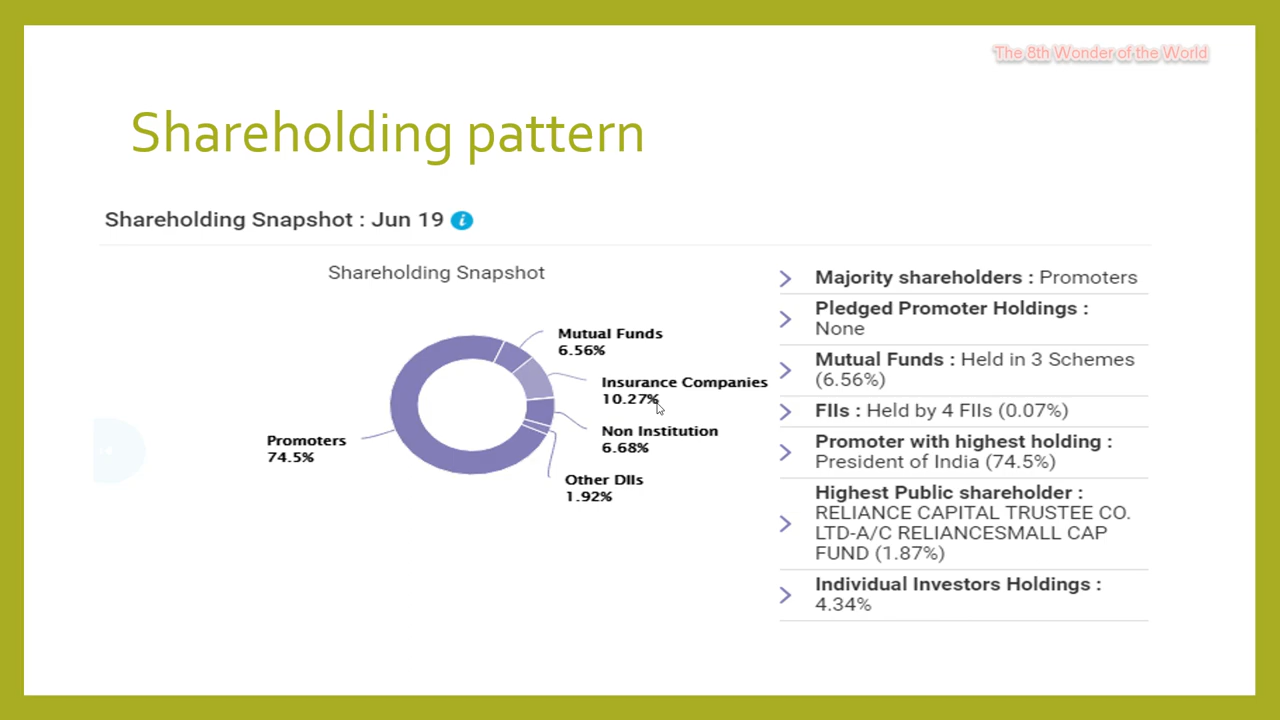 The 8th Wonder of the World
Shareholding pattern
Shareholding Snapshot : Jun 19
Shareholding Snapshot
Mutual Funds
6.56%
Insurance Companies
10.27%
Non Institution
6.68%
Other DIIs
1.92%
Promoters
74.5%
Majority shareholders : Promoters
Pledged Promoter Holdings :
None
Mutual Funds : Held in 3 Schemes
(6.56%)
FIIs : Held by 4 FIIs (0.07%)
Promoter with highest holding :
President of India (74.5%)
Highest Public shareholder :
RELIANCE CAPITAL TRUSTEE CO.
LTD-A/C RELIANCESMALL CAP
FUND (1.87%)
Individual Investors Holdings :
4.34%